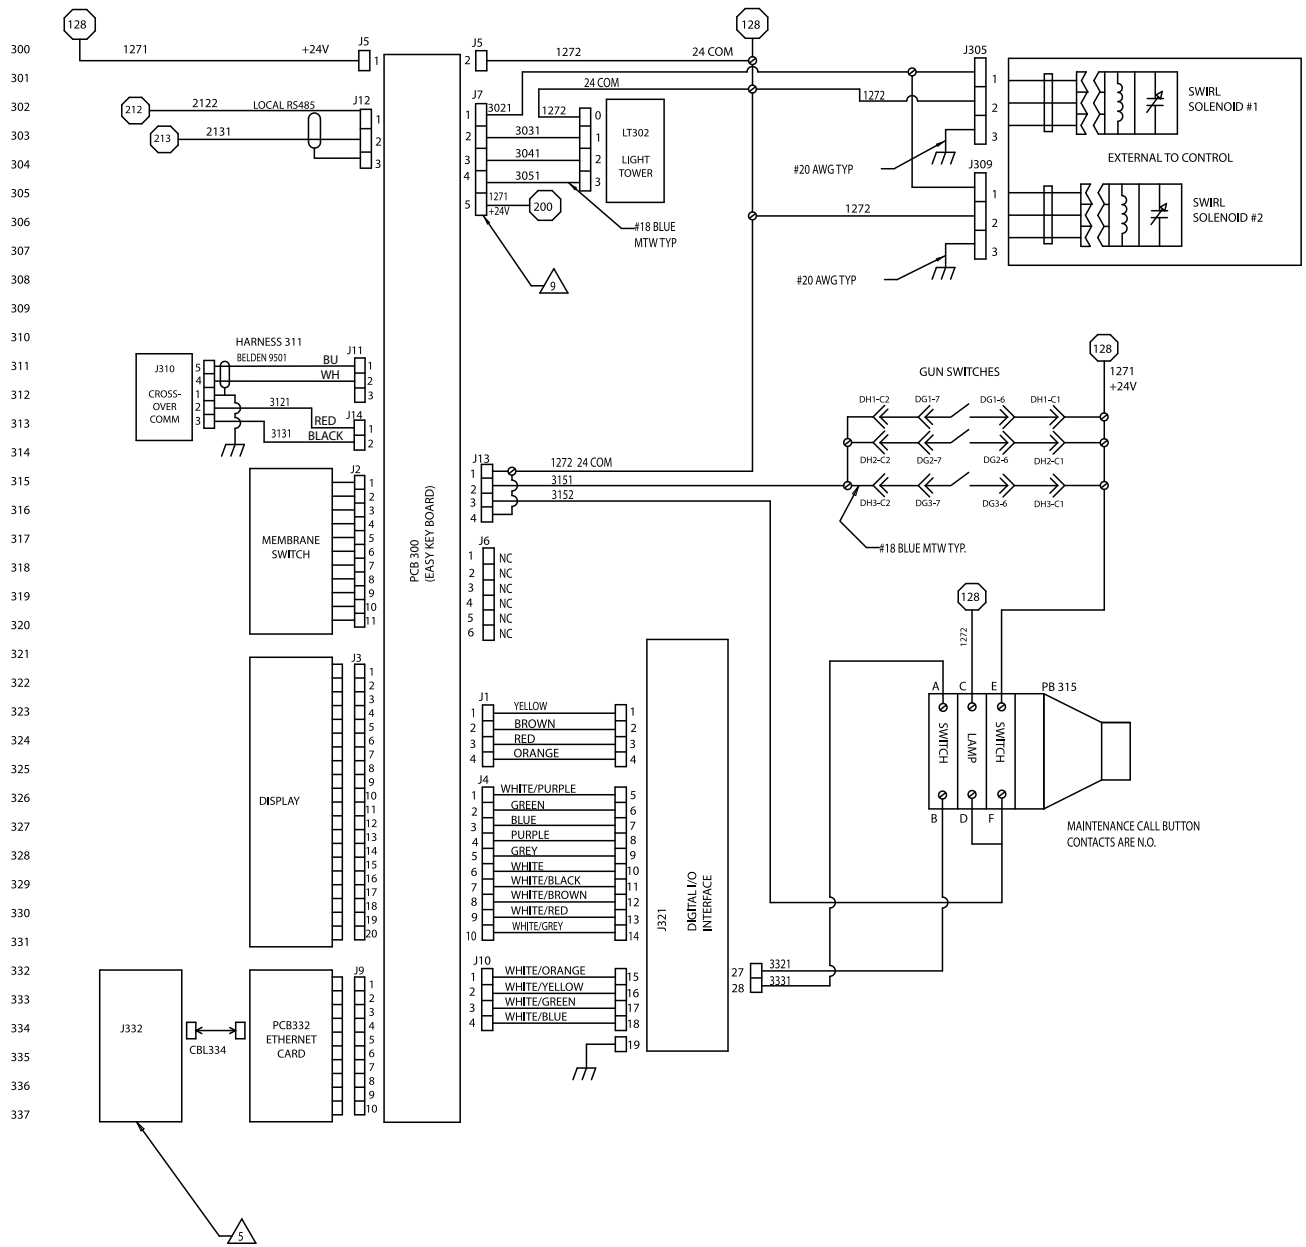 128
128
300
1271
+24V
J5
1
J5
2
1272
24 COM
J305
301
24 COM
1
SWIRL
SOLENOID #1
302
212
2122
LOCAL RS485
J12
1
J7
1
3021
1272
0
1272
2
303
213
2131
2
2
3031
1
LT302
LIGHT
TOWER
3
304
3
3
3041
2
#20 AWG TYP
EXTERNAL TO CONTROL
4
3051
3
J309
305
5
1271
+24V
200
1
SWIRL
SOLENOID #2
306
#18 BLUE
MTW TYP
1272
2
307
3
308
9
#20 AWG TYP
309
310
HARNESS 311
BELDEN 9501
128
311
J310
CROSS-
OVER
COMM
5
4
1
2
3
BU
WH
J11
1
2
3
GUN SWITCHES
1271
+24V
312
3121
DH1-C2
DG1-7
DG1-6
DH1-C1
313
3131
RED
BLACK
J14
1
2
314
DH2-C2
DG2-7
DG2-6
DH2-C1
J13
1
2
3
4
1272 24 COM
3151
3152
315
J2
1
2
3
4
5
6
7
8
9
10
11
DH3-C2
DG3-7
DG3-6
DH3-C1
316
317
MEMBRANE
SWITCH
PCB 300
(EASY KEY BOARD)
J6
1 NC
2 NC
3 NC
4 NC
5 NC
6 NC
#18 BLUE MTW TYP.
318
319
128
320
1272
321
J3
1
2
3
4
5
6
7
8
9
10
11
12
13
14
15
16
17
18
19
20
322
A
C
E
PB 315
323
J1
1 YELLOW 1
2 BROWN 2
3 RED 3
4 ORANGE 4
SWITCH
LAMP
SWITCH
324
325
326
DISPLAY
J4
1 WHITE/PURPLE 5
2 GREEN 6
3 BLUE 7
4 PURPLE 8
5 GREY 9
6 WHITE 10
7 WHITE/BLACK 11
8 WHITE/BROWN 12
9 WHITE/RED 13
10 WHITE/GREY 14
B
D
F
327
MAINTENANCE CALL BUTTON
CONTACTS ARE N.O.
328
329
330
J321
DIGITAL I/O
INTERFACE
331
332
J9
1
2
3
4
5
6
7
8
9
10
J10
1 WHITE/ORANGE 15
2 WHITE/YELLOW 16
3 WHITE/GREEN 17
4 WHITE/BLUE 18
19
27
28
3321
3331
333
334
J332
CBL334
PCB332
ETHERNET
CARD
335
336
337
5